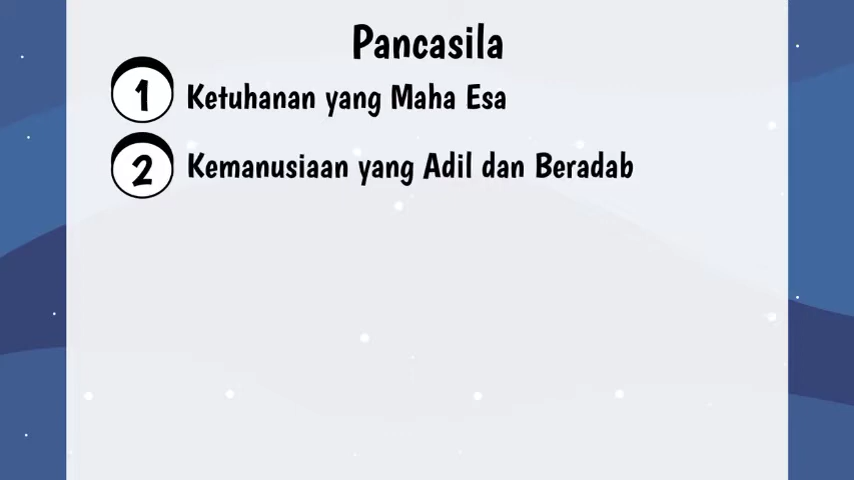 Pancasila
1 Ketuhanan yang Maha Esa
2 Kemanusiaan yang Adil dan Beradab